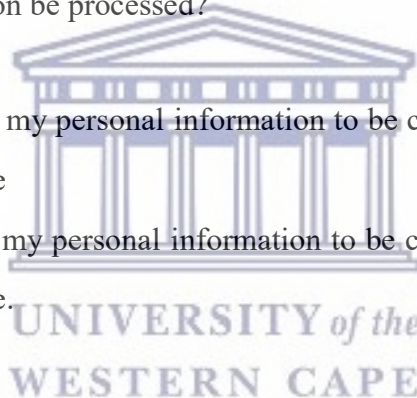 on be processed?
my personal information to be c
e
my personal information to be c
e.
UNIVERSITY of the
WESTERN CAPE